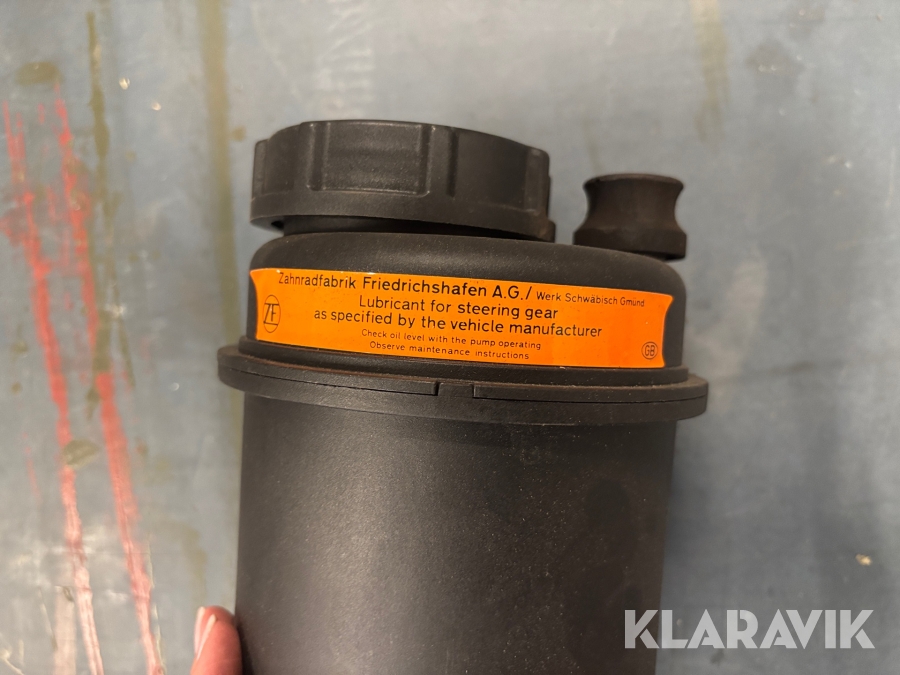 Zahnradfabrik Friedrichshafen A.G./ Werk Schwäbisch Gmünd
Lubricant for steering gear
as specified by the vehicle manufacturer
Check oil level with the pump operating
Observe maintenance instructions
ZF
GB
KLARAVIK